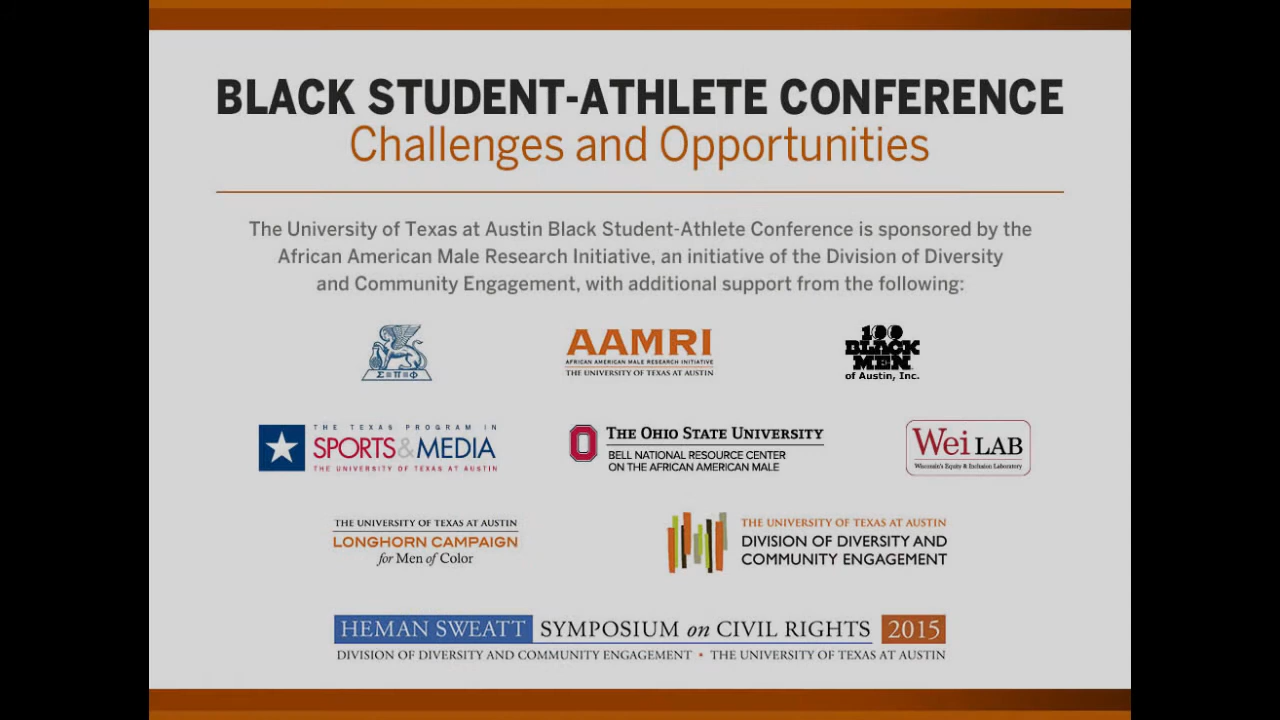 BLACK STUDENT-ATHLETE CONFERENCE
Challenges and Opportunities
The University of Texas at Austin Black Student-Athlete Conference is sponsored by the
African American Male Research Initiative, an initiative of the Division of Diversity
and Community Engagement, with additional support from the following:
Σ≡Π≡Φ
AAMRI
AFRICAN AMERICAN MALE RESEARCH INITIATIVE
THE UNIVERSITY OF TEXAS AT AUSTIN
100
BLACK
MEN
of Austin, Inc.
THE TEXAS PROGRAM IN
SPORTS&MEDIA
THE UNIVERSITY OF TEXAS AT AUSTIN
THE OHIO STATE UNIVERSITY
BELL NATIONAL RESOURCE CENTER
ON THE AFRICAN AMERICAN MALE
Wei LAB
Wisconsin's Equity & Inclusion Laboratory
THE UNIVERSITY OF TEXAS AT AUSTIN
LONGHORN CAMPAIGN
for Men of Color
THE UNIVERSITY OF TEXAS AT AUSTIN
DIVISION OF DIVERSITY AND
COMMUNITY ENGAGEMENT
HEMAN SWEATT SYMPOSIUM on CIVIL RIGHTS 2015
DIVISION OF DIVERSITY AND COMMUNITY ENGAGEMENT • THE UNIVERSITY OF TEXAS AT AUSTIN